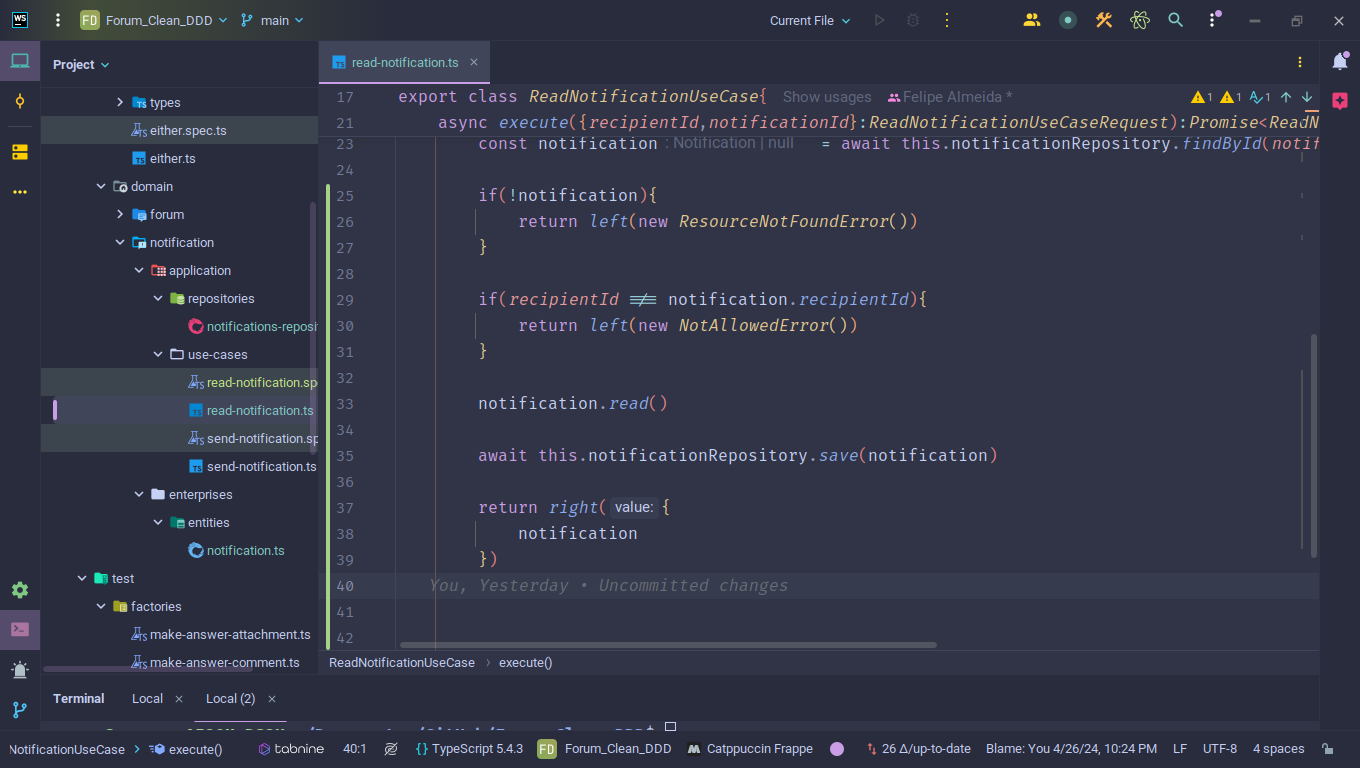 WS
FD Forum_Clean_DDD
main
Current File
Project
read-notification.ts
types
either.spec.ts
either.ts
domain
forum
notification
application
repositories
notifications-reposi
use-cases
read-notification.sp
read-notification.ts
send-notification.sp
send-notification.ts
enterprises
entities
notification.ts
test
factories
make-answer-attachment.ts
make-answer-comment.ts
17 export class ReadNotificationUseCase{ Show usages Felipe Almeida *
1 1 1
21 async execute({recipientId,notificationId}:ReadNotificationUseCaseRequest):Promise<ReadN
23 const notification : Notification | null = await this.notificationRepository.findById(notif
24
25 if(!notification){
26 return left(new ResourceNotFoundError())
27 }
28
29 if(recipientId !== notification.recipientId){
30 return left(new NotAllowedError())
31 }
32
33 notification.read()
34
35 await this.notificationRepository.save(notification)
36
37 return right( value: {
38 notification
39 })
40 You, Yesterday • Uncommitted changes
41
42
ReadNotificationUseCase › execute()
Terminal Local Local (2)
NotificationUseCase execute() tabnine 40:1 {} TypeScript 5.4.3 FD Forum_Clean_DDD Catppuccin Frappe 26 Δ/up-to-date Blame: You 4/26/24, 10:24 PM LF UTF-8 4 spaces